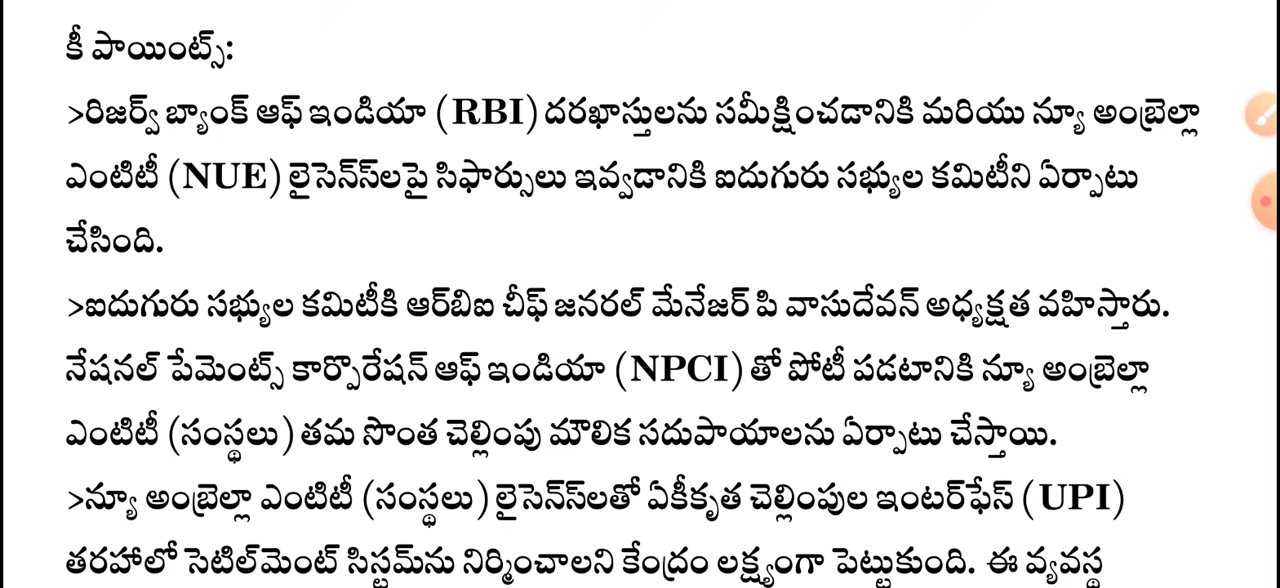 కీ పాయింట్స్:
>రిజర్వ్ బ్యాంక్ ఆఫ్ ఇండియా (RBI) దరఖాస్తులను సమీక్షించడానికి మరియు న్యూ అంబ్రెల్లా
ఎంటిటీ (NUE) లైసెన్స్‌లపై సిఫార్సులు ఇవ్వడానికి ఐదుగురు సభ్యుల కమిటీని ఏర్పాటు
చేసింది.
>ఐదుగురు సభ్యుల కమిటీకి ఆర్‌బిఐ చీఫ్ జనరల్ మేనేజర్ పి వాసుదేవన్ అధ్యక్షత వహిస్తారు.
నేషనల్ పేమెంట్స్ కార్పొరేషన్ ఆఫ్ ఇండియా (NPCI) తో పోటీ పడటానికి న్యూ అంబ్రెల్లా
ఎంటిటీ (సంస్థలు) తమ సొంత చెల్లింపు మౌలిక సదుపాయాలను ఏర్పాటు చేస్తాయి.
>న్యూ అంబ్రెల్లా ఎంటిటీ (సంస్థలు) లైసెన్స్‌లతో ఏకీకృత చెల్లింపుల ఇంటర్‌ఫేస్ (UPI)
తరహాలో సెటిల్‌మెంట్ సిస్టమ్‌ను నిర్మించాలని కేంద్రం లక్ష్యంగా పెట్టుకుంది. ఈ వ్యవస్థ